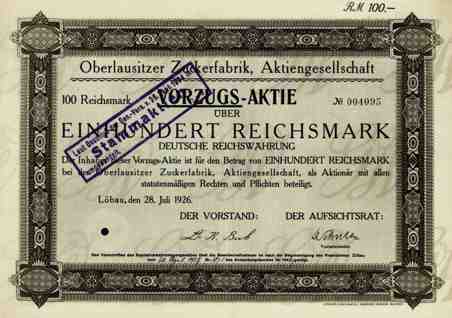 RM 100.—
Oberlausitzer Zuckerfabrik, Aktiengesellschaft
100 Reichsmark VORZUGS-AKTIE № 004095
ÜBER
EINHUNDERT REICHSMARK
DEUTSCHE REICHSWÄHRUNG
Der Inhaber dieser Vorzugs-Aktie ist für den Betrag von EINHUNDERT REICHSMARK
bei der Oberlausitzer Zuckerfabrik, Aktiengesellschaft, als Aktionär mit allen
statutenmäßigen Rechten und Pflichten beteiligt.
Löbau, den 28. Juli 1926.
DER VORSTAND: DER AUFSICHTSRAT:
Stammaktie